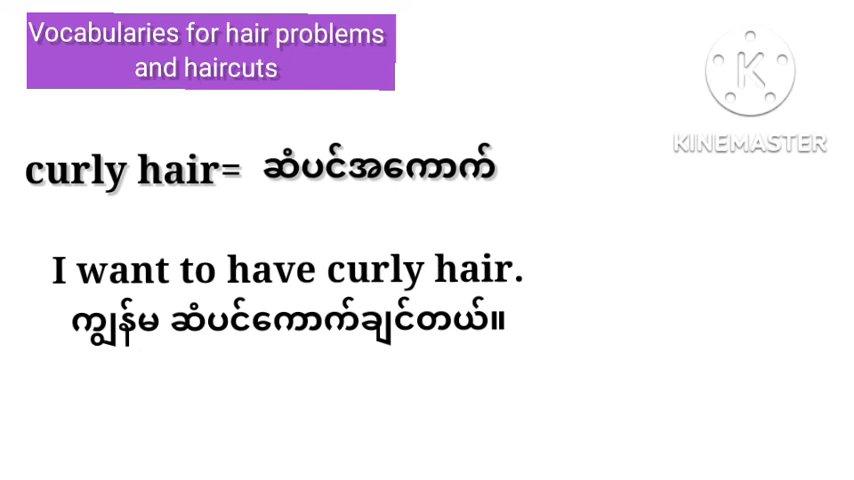 Vocabularies for hair problems
and haircuts
KINEMASTER
curly hair= ဆံပင်အကောက်
I want to have curly hair.
ကျွန်မ ဆံပင်ကောက်ချင်တယ်။